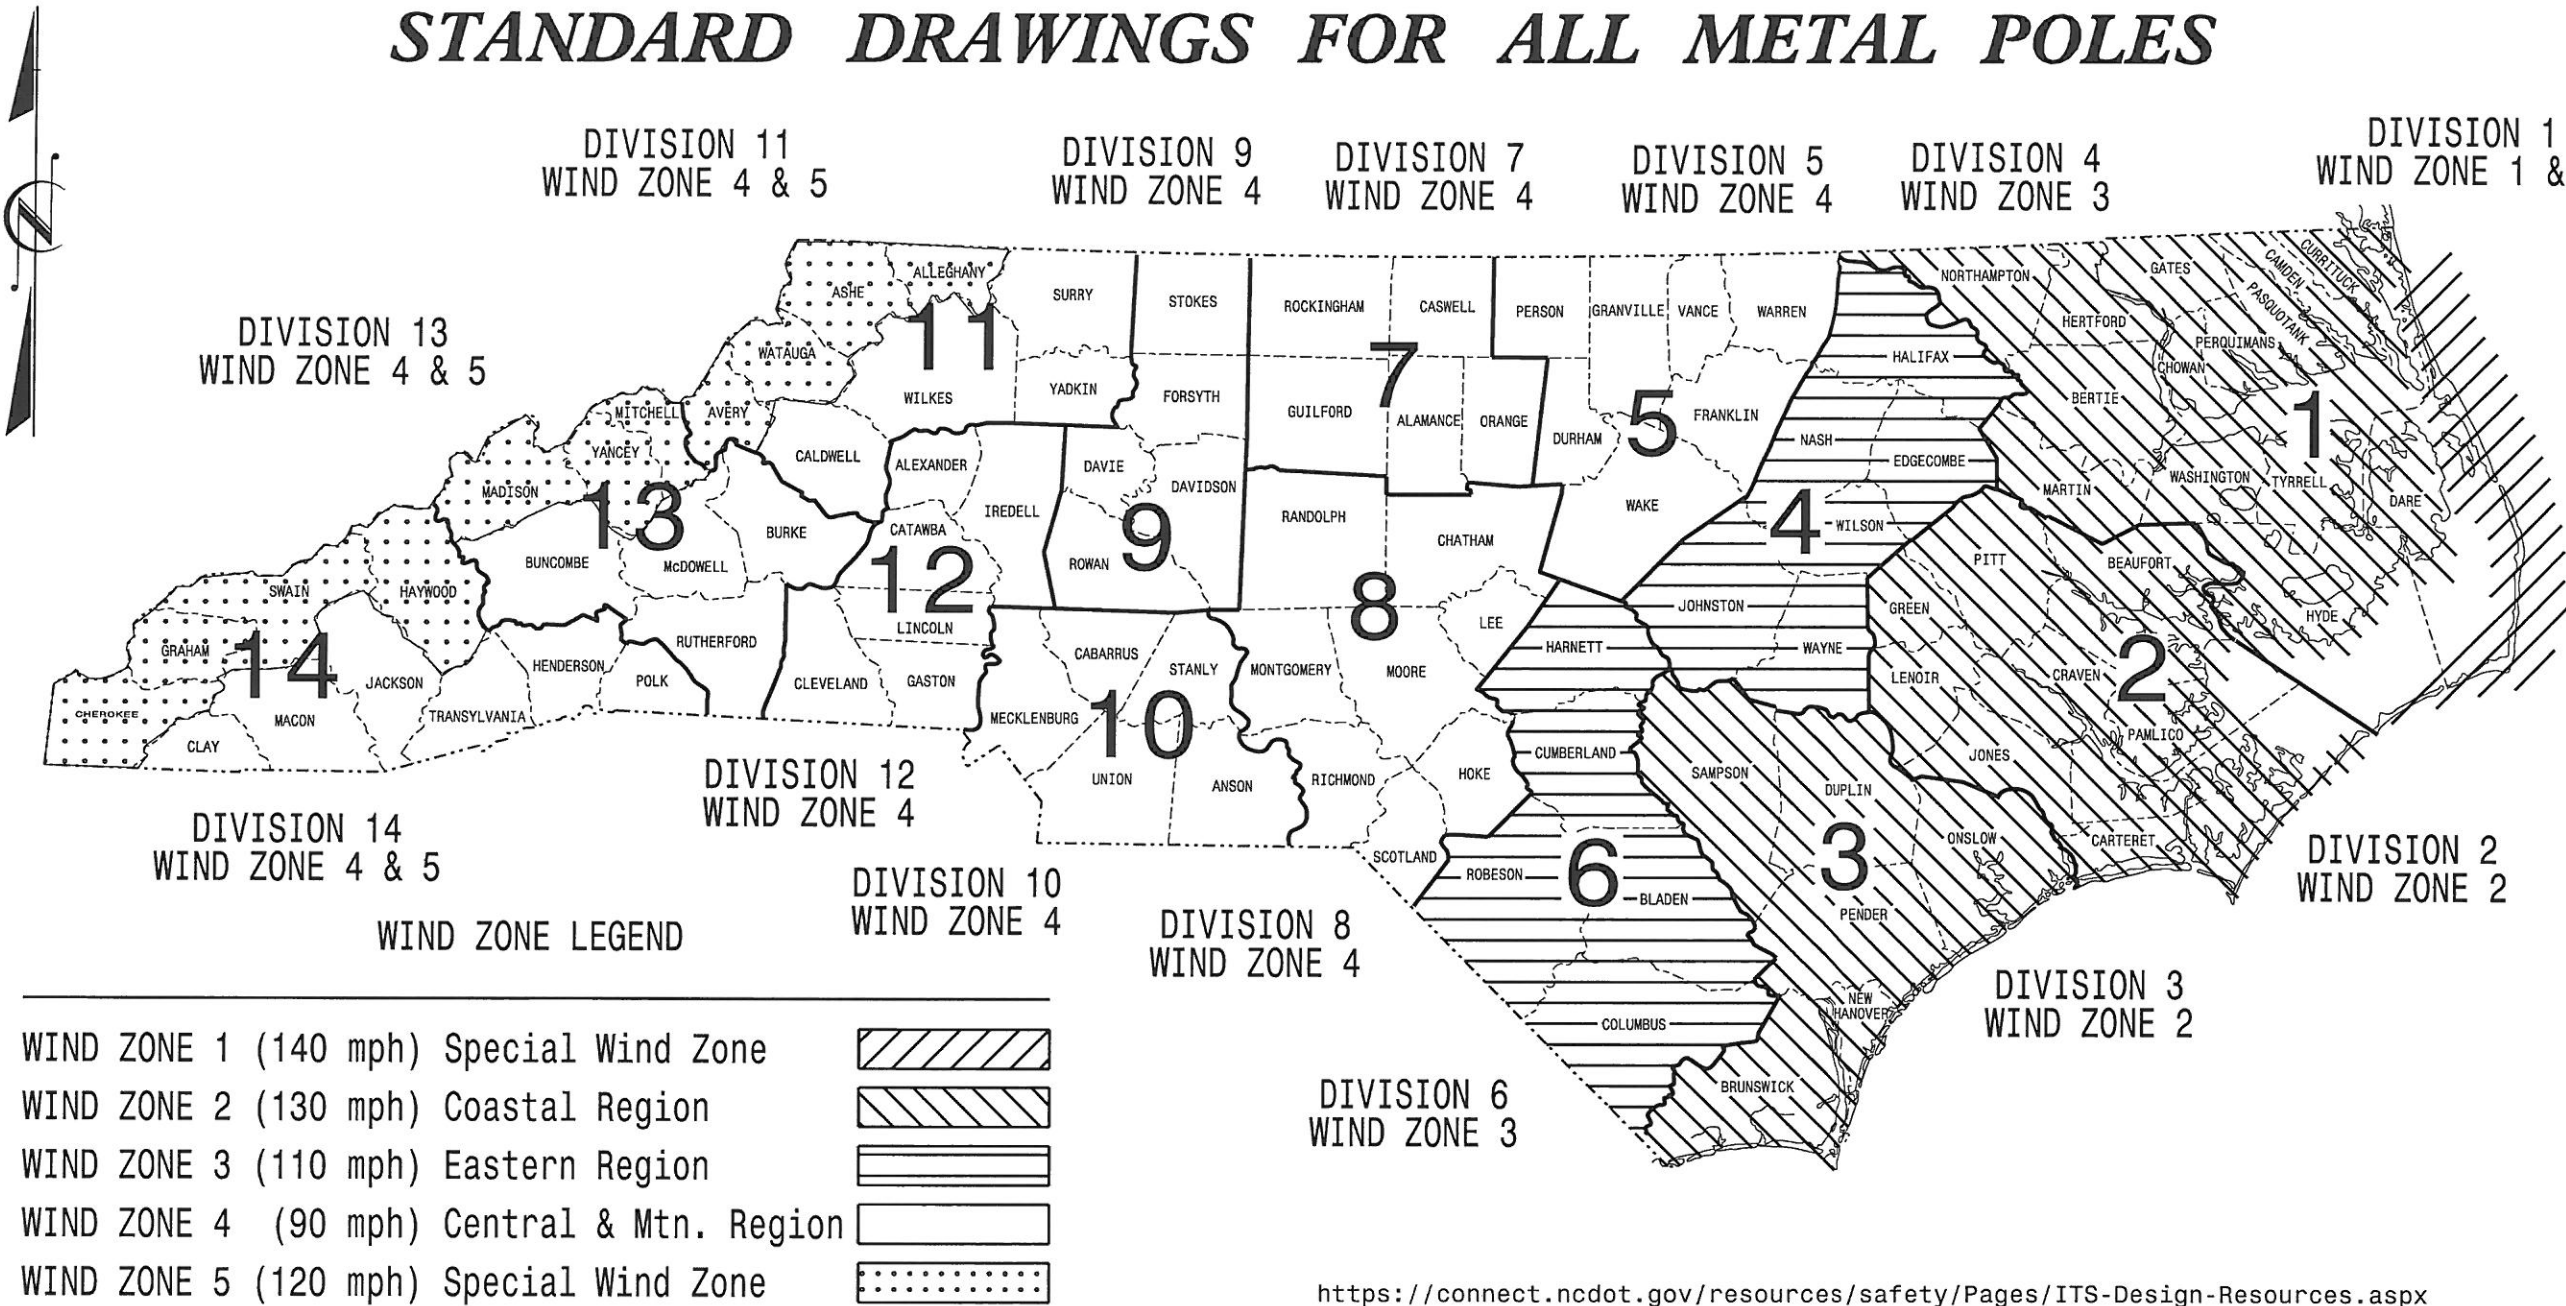 STANDARD DRAWINGS FOR ALL METAL POLES
DIVISION 11
WIND ZONE 4 & 5
DIVISION 9
WIND ZONE 4
DIVISION 7
WIND ZONE 4
DIVISION 5
WIND ZONE 4
DIVISION 4
WIND ZONE 3
DIVISION 1
WIND ZONE 1 &
DIVISION 13
WIND ZONE 4 & 5
N
ASHE
ALLEGHANY
SURRY
STOKES
ROCKINGHAM
CASWELL
PERSON
GRANVILLE
VANCE
WARREN
NORTHAMPTON
GATES
CAMDEN
CURRITUCK
PASQUOTANK
HERTFORD
PERQUIMANS
CHOWAN
WATAUGA
11
WILKES
YADKIN
FORSYTH
GUILFORD
7
ALAMANCE
ORANGE
DURHAM
5
FRANKLIN
HALIFAX
NASH
EDGECOMBE
BERTIE
1
MITCHELL
AVERY
YANCEY
CALDWELL
ALEXANDER
DAVIE
DAVIDSON
MADISON
13
IREDELL
RANDOLPH
WAKE
4
WILSON
MARTIN
WASHINGTON
TYRRELL
DARE
BURKE
CATAWBA
9
ROWAN
CHATHAM
BUNCOMBE
McDOWELL
12
PITT
BEAUFORT
SWAIN
HAYWOOD
LINCOLN
8
LEE
JOHNSTON
GREEN
HYDE
GRAHAM
14
RUTHERFORD
CABARRUS
STANLY
MONTGOMERY
MOORE
HARNETT
WAYNE
LENOIR
CRAVEN
2
HENDERSON
POLK
CLEVELAND
GASTON
JACKSON
CHEROKEE
MACON
TRANSYLVANIA
MECKLENBURG
10
PAMLICO
CLAY
UNION
ANSON
RICHMOND
HOKE
CUMBERLAND
SAMPSON
DUPLIN
JONES
SCOTLAND
ROBESON
6
BLADEN
3
ONSLOW
CARTERET
PENDER
NEW
HANOVER
COLUMBUS
BRUNSWICK
DIVISION 12
WIND ZONE 4
DIVISION 14
WIND ZONE 4 & 5
DIVISION 10
WIND ZONE 4
DIVISION 8
WIND ZONE 4
DIVISION 2
WIND ZONE 2
DIVISION 3
WIND ZONE 2
DIVISION 6
WIND ZONE 3
WIND ZONE LEGEND
WIND ZONE 1 (140 mph) Special Wind Zone
WIND ZONE 2 (130 mph) Coastal Region
WIND ZONE 3 (110 mph) Eastern Region
WIND ZONE 4 (90 mph) Central & Mtn. Region
WIND ZONE 5 (120 mph) Special Wind Zone
https://connect.ncdot.gov/resources/safety/Pages/ITS-Design-Resources.aspx